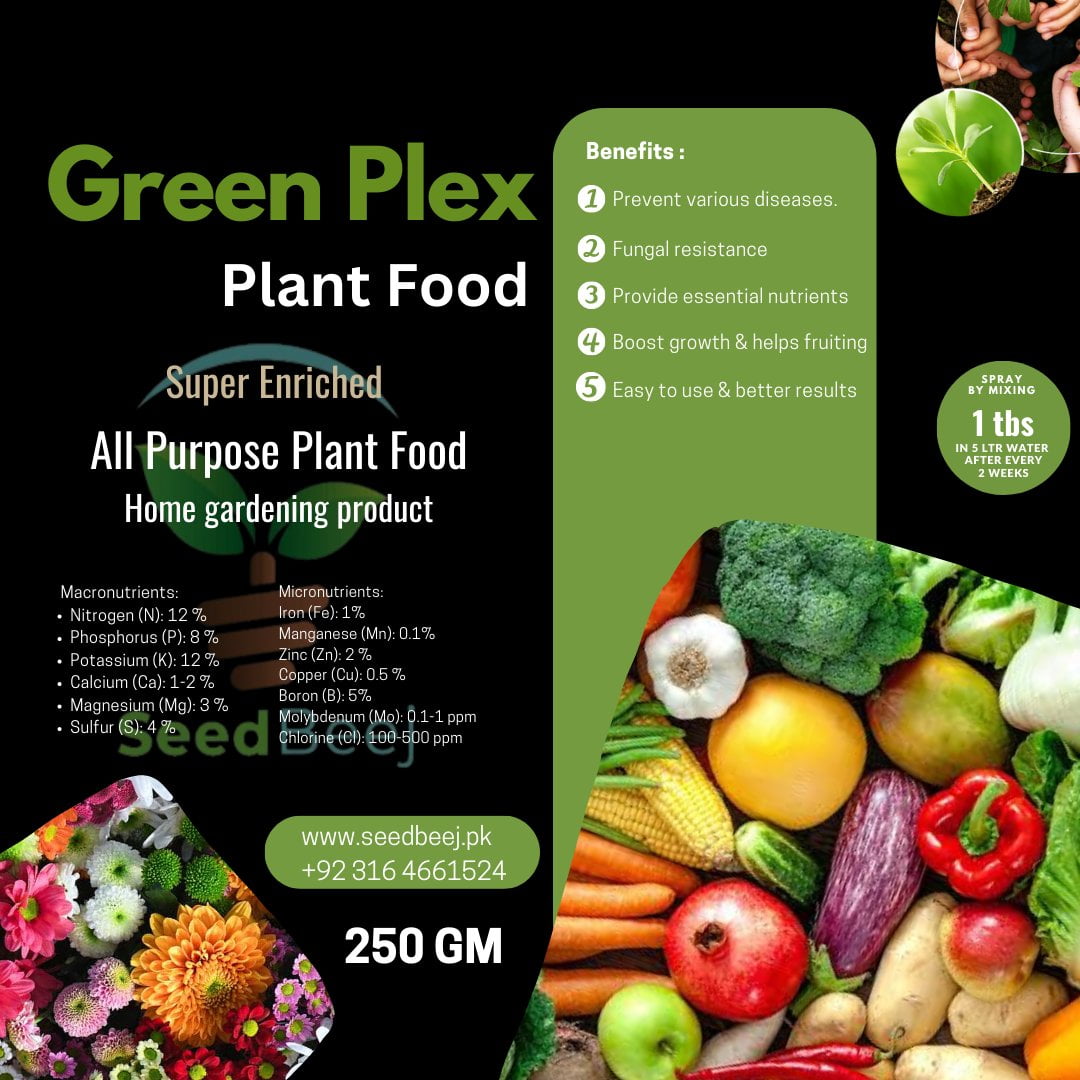 Green Plex
Plant Food
Super Enriched
All Purpose Plant Food
Home gardening product
Macronutrients:
• Nitrogen (N): 12 %
• Phosphorus (P): 8 %
• Potassium (K): 12 %
• Calcium (Ca): 1-2 %
• Magnesium (Mg): 3 %
• Sulfur (S): 4 %
Micronutrients:
Iron (Fe): 1%
Manganese (Mn): 0.1%
Zinc (Zn): 2 %
Copper (Cu): 0.5 %
Boron (B): 5%
Molybdenum (Mo): 0.1-1 ppm
Chlorine (Cl): 100-500 ppm
SeedBeej
www.seedbeej.pk
+92 316 4661524
250 GM
Benefits :
1 Prevent various diseases.
2 Fungal resistance
3 Provide essential nutrients
4 Boost growth & helps fruiting
5 Easy to use & better results
SPRAY
BY MIXING
1 tbs
IN 5 LTR WATER
AFTER EVERY
2 WEEKS